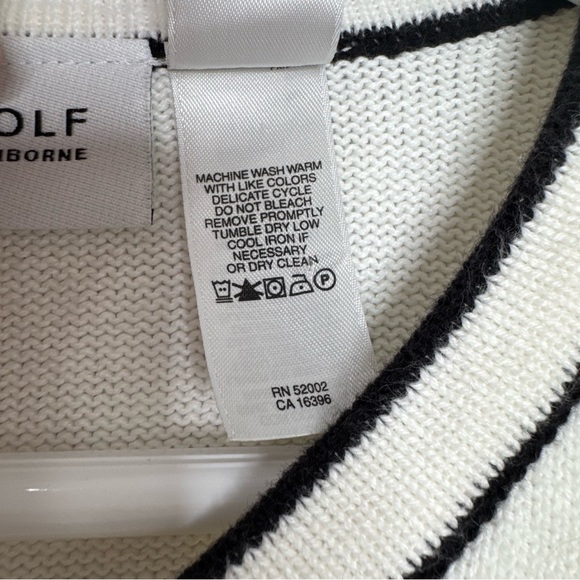 OLF
IBORNE
MACHINE WASH WARM
WITH LIKE COLORS
DELICATE CYCLE
DO NOT BLEACH
REMOVE PROMPTLY
TUMBLE DRY LOW
COOL IRON IF
NECESSARY
OR DRY CLEAN
P
RN 52002
CA 16396